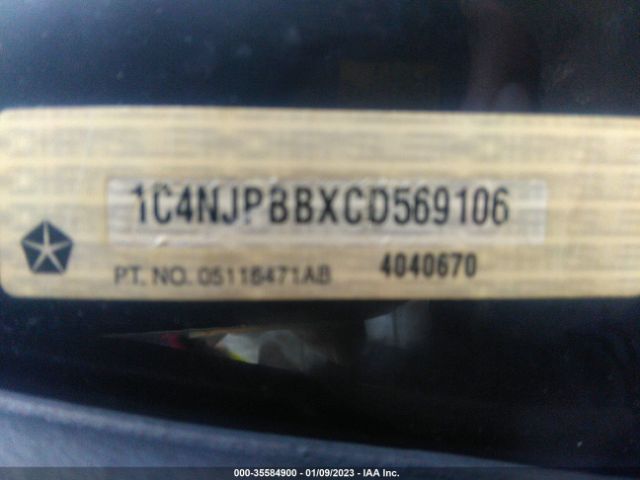 1C4NJPBBXCD569106
PT. NO. 05116471AB 4040670
000-35584900 - 01/09/2023 - IAA Inc.